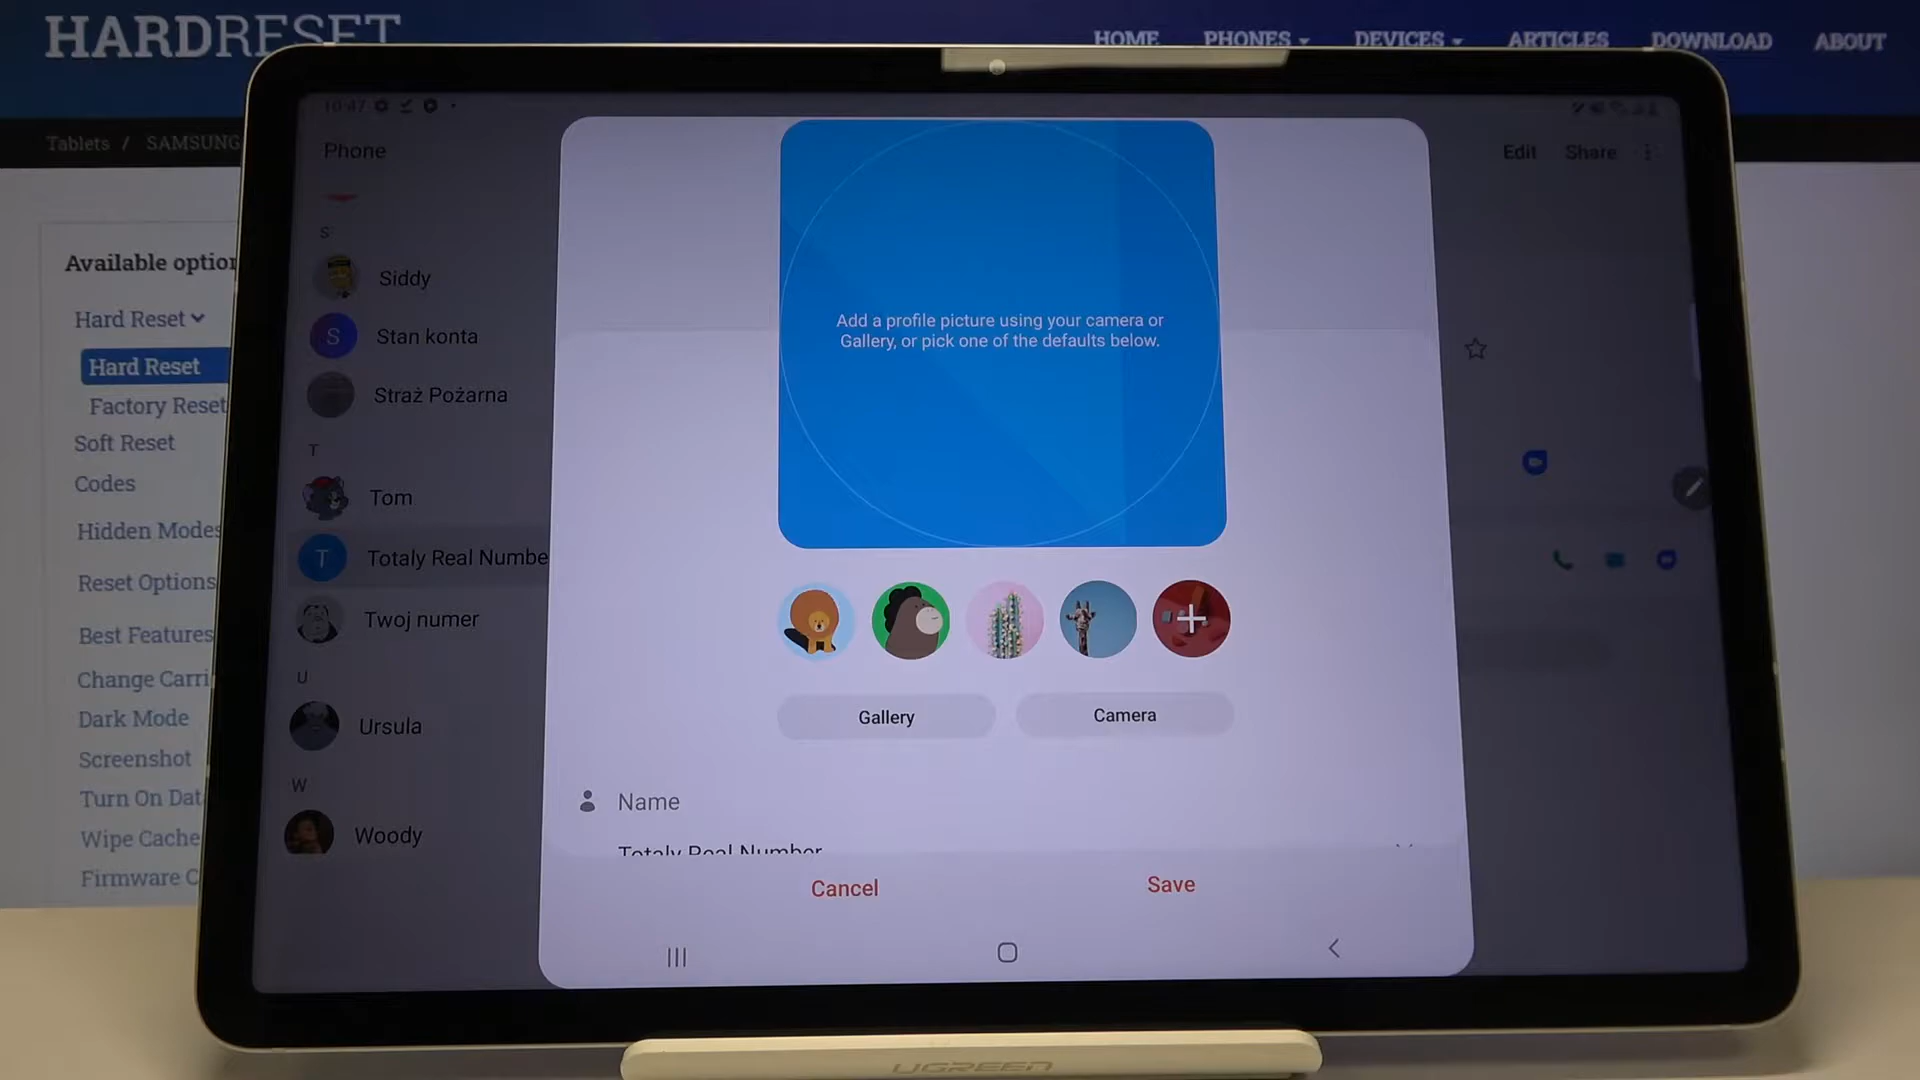 HARDRESET
HOME PHONES DEVICES ARTICLES DOWNLOAD ABOUT
Tablets / SAMSUNG
Available option
Hard Reset
Hard Reset
Factory Reset
Soft Reset
Codes
Hidden Modes
Reset Options
Best Features
Change Carri
Dark Mode
Screenshot
Turn On Dat
Wipe Cache
Firmware C
10:47
Phone
Edit Share
S
Siddy
S Stan konta
Straż Pożarna
T
Tom
T Totaly Real Numbe
Twoj numer
U
Ursula
W
Woody
Add a profile picture using your camera or
Gallery, or pick one of the defaults below.
Gallery Camera
Name
Totaly Real Number
Cancel Save
UGREEN